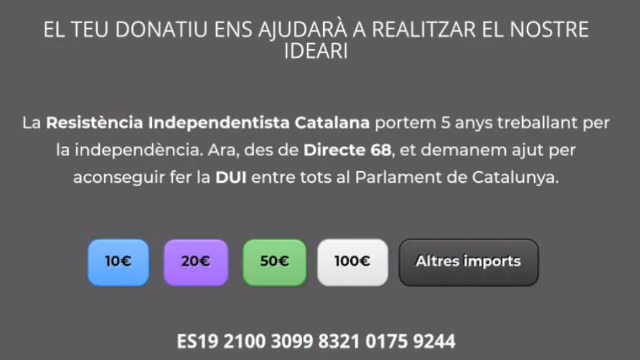 EL TEU DONATIU ENS AJUDARÀ A REALITZAR EL NOSTRE
IDEARI
La Resistència Independentista Catalana portem 5 anys treballant per
la independència. Ara, des de Directe 68, et demanem ajut per
aconseguir fer la DUI entre tots al Parlament de Catalunya.
10€ 20€ 50€ 100€ Altres imports
ES19 2100 3099 8321 0175 9244